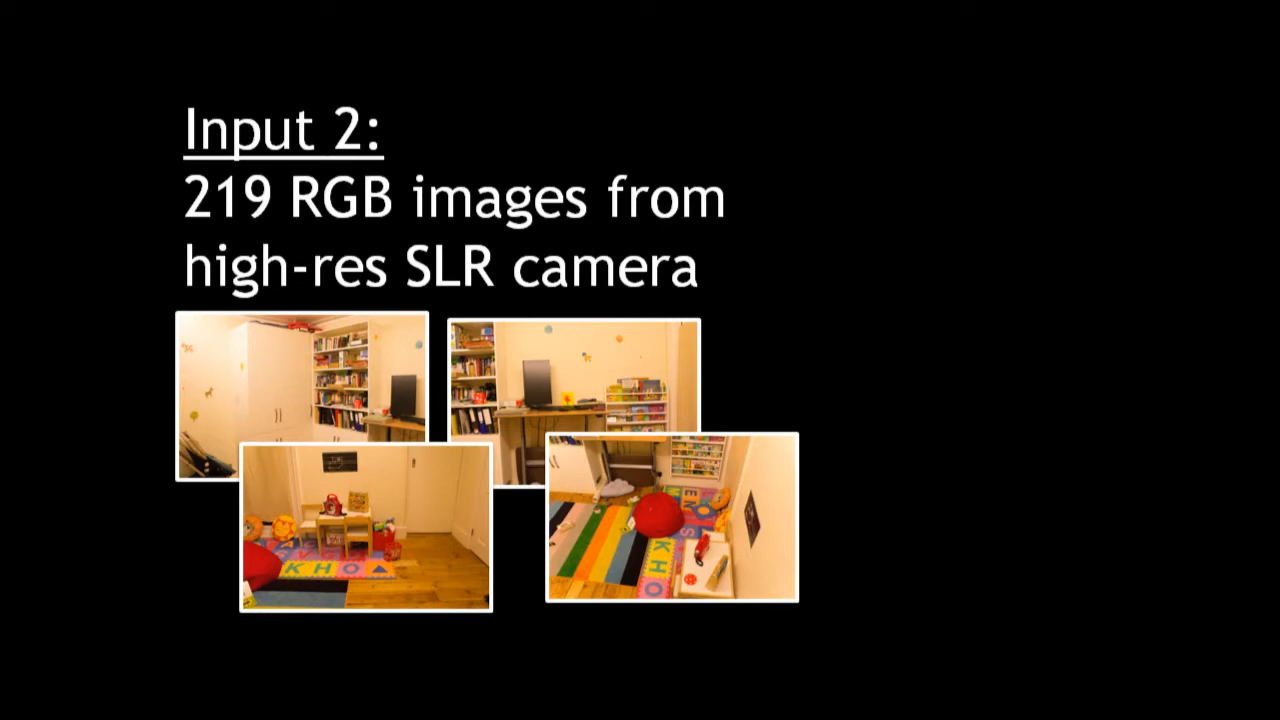 Input 2:
219 RGB images from
high-res SLR camera
K H O
K
H
O